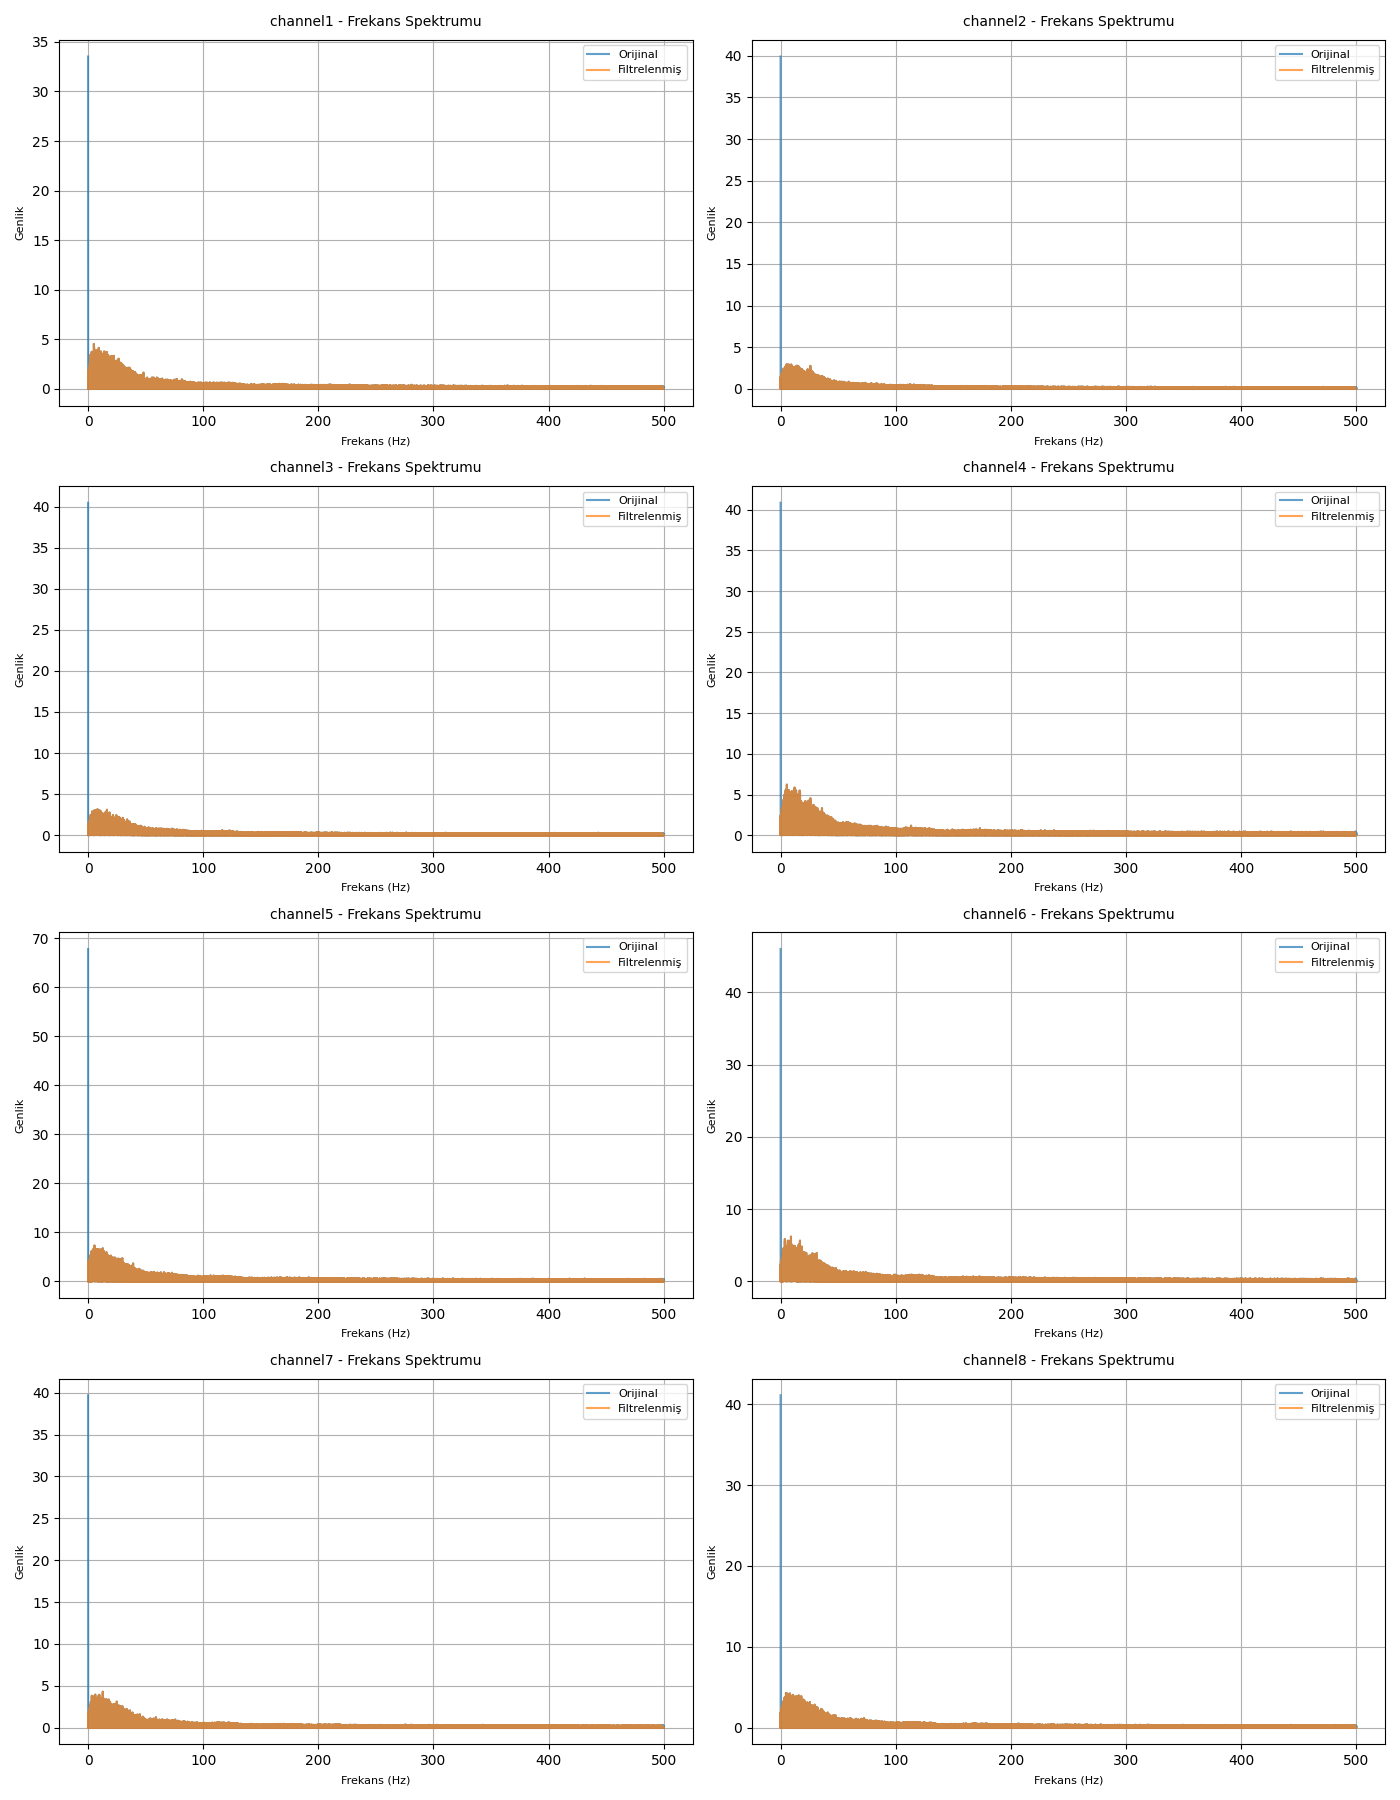 channel1 - Frekans Spektrumu
35
30
25
20
15
10
5
0
Genlik
Orijinal
Filtrelenmiş
0 100 200 300 400 500
Frekans (Hz)
channel2 - Frekans Spektrumu
40
35
30
25
20
15
10
5
0
Genlik
Orijinal
Filtrelenmiş
0 100 200 300 400 500
Frekans (Hz)
channel3 - Frekans Spektrumu
40
35
30
25
20
15
10
5
0
Genlik
Orijinal
Filtrelenmiş
0 100 200 300 400 500
Frekans (Hz)
channel4 - Frekans Spektrumu
40
35
30
25
20
15
10
5
0
Genlik
Orijinal
Filtrelenmiş
0 100 200 300 400 500
Frekans (Hz)
channel5 - Frekans Spektrumu
70
60
50
40
30
20
10
0
Genlik
Orijinal
Filtrelenmiş
0 100 200 300 400 500
Frekans (Hz)
channel6 - Frekans Spektrumu
40
30
20
10
0
Genlik
Orijinal
Filtrelenmiş
0 100 200 300 400 500
Frekans (Hz)
channel7 - Frekans Spektrumu
40
35
30
25
20
15
10
5
0
Genlik
Orijinal
Filtrelenmiş
0 100 200 300 400 500
Frekans (Hz)
channel8 - Frekans Spektrumu
40
30
20
10
0
Genlik
Orijinal
Filtrelenmiş
0 100 200 300 400 500
Frekans (Hz)